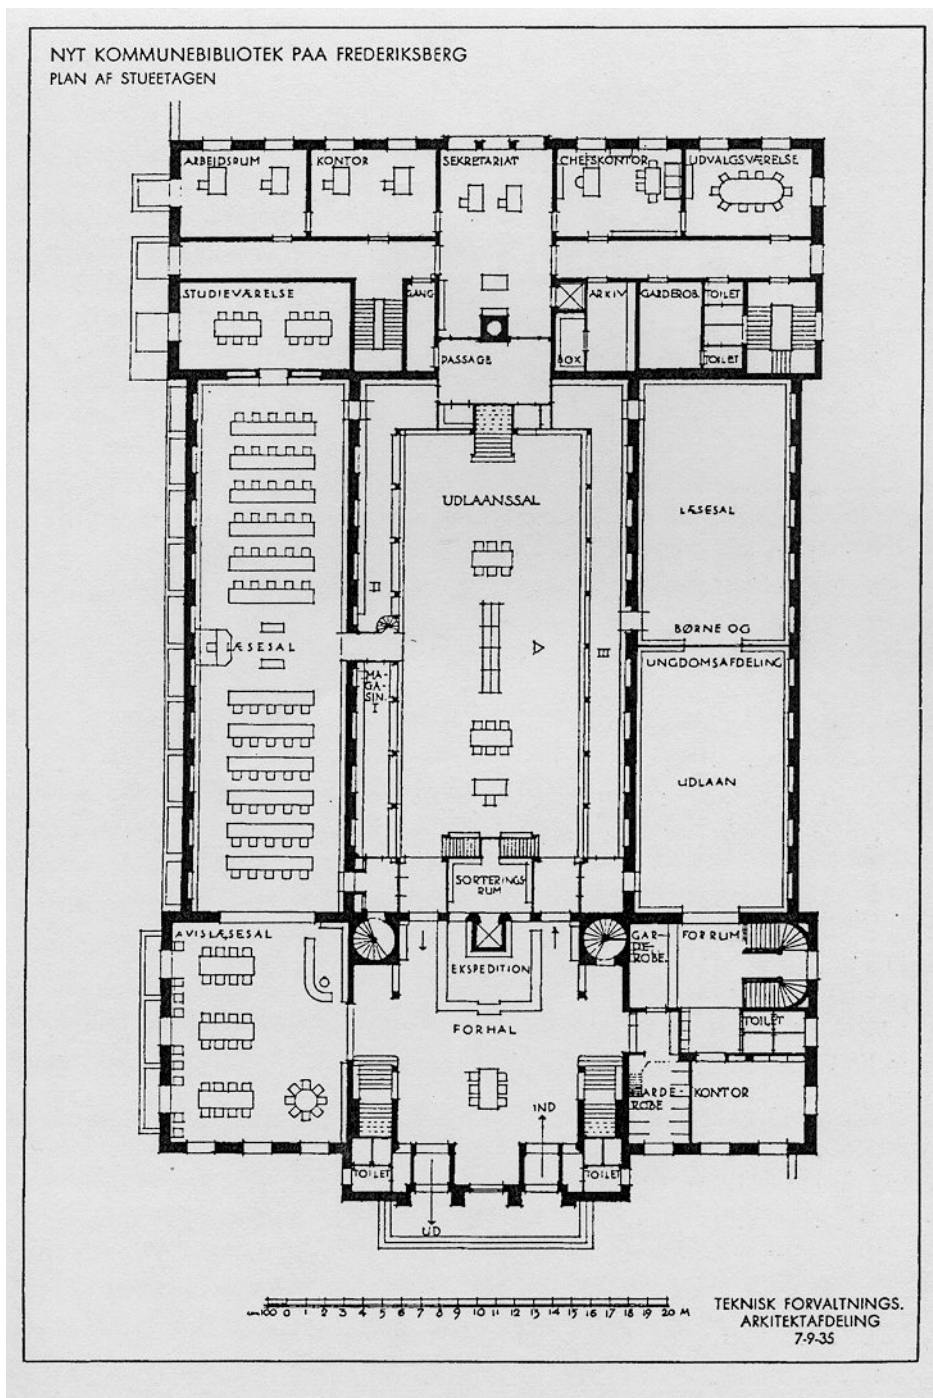 NYT KOMMUNEBIBLIOTEK PAA FREDERIKSBERG
PLAN AF STUEETAGEN
ARBEJDSRUM
KONTOR
SEKRETARIAT
CHEFSKONTOR
UDVALGSVÆRELSE
STUDIEVÆRELSE
GANG
ARKIV
GARDEROB.
TOILET
BOX
TOILET
PASSAGE
UDLAANSSAL
LÆSESAL
II
BØRNE OG
LÆSESAL
A
III
UNGDOMSAFDELING
MA-
GA-
SIN.
I
UDLAAN
SORTERINGS
RUM
AVISLÆSESAL
GAR-
DE-
ROBE.
FORRUM
EKSPEDITION
FORHAL
TOILET
GARDE-
ROBE
KONTOR
IND
TOILET
TOILET
UD
cm100 0 1 2 3 4 5 6 7 8 9 10 11 12 13 14 15 16 17 18 19 20 M
TEKNISK FORVALTNINGS.
ARKITEKTAFDELING
7-9-35